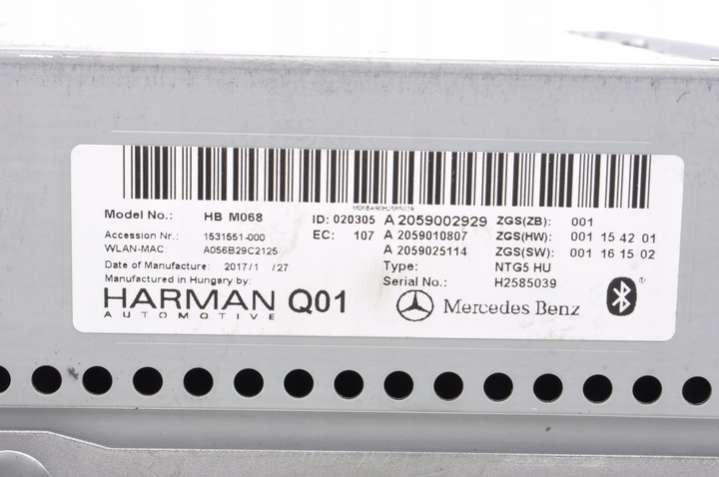 Model No.: HB M068 ID: 020305 A 2059002929 ZGS(ZB): 001
Accession Nr.: 1531551-000 EC: 107 A 2059010807 ZGS(HW): 001 15 42 01
WLAN-MAC A056B29C2125 A 2059025114 ZGS(SW): 001 16 15 02
Date of Manufacture: 2017/1 /27 Type: NTG5 HU
Manufactured in Hungary by: Serial No.: H2585039
HARMAN Q01 Mercedes Benz
AUTOMOTIVE